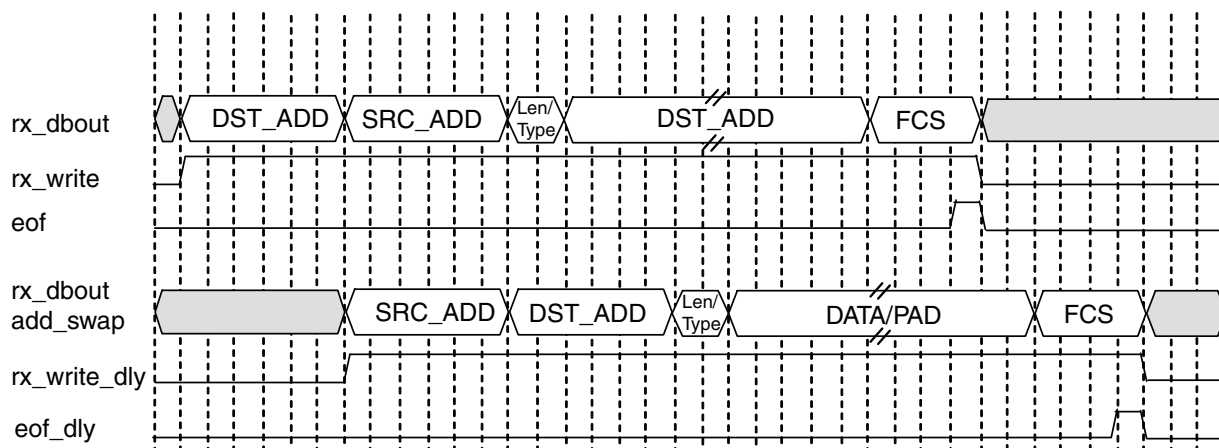 rx_dbout
DST_ADD
SRC_ADD
Len/
Type
DST_ADD
FCS
rx_write
eof
rx_dbout
add_swap
SRC_ADD
DST_ADD
Len/
Type
DATA/PAD
FCS
rx_write_dly
eof_dly